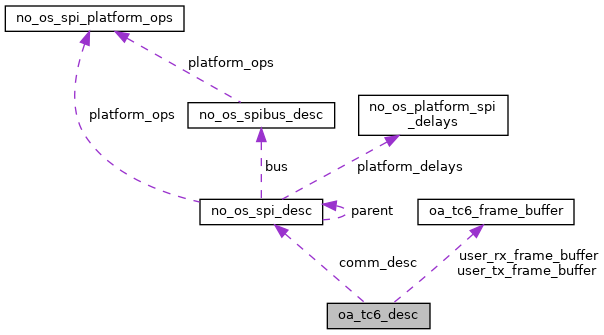 no_os_spi_platform_ops
platform_ops
no_os_spibus_desc
no_os_platform_spi
_delays
platform_ops
bus
platform_delays
no_os_spi_desc
parent
oa_tc6_frame_buffer
comm_desc
user_rx_frame_buffer
user_tx_frame_buffer
oa_tc6_desc